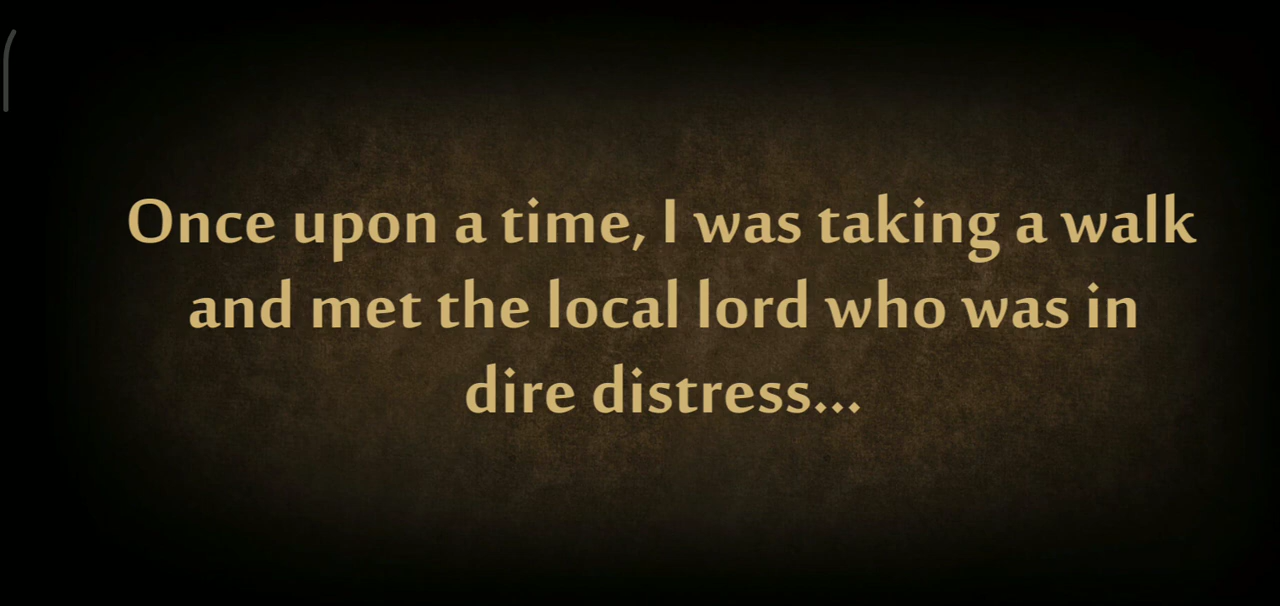 Once upon a time, I was taking a walk
and met the local lord who was in
dire distress...